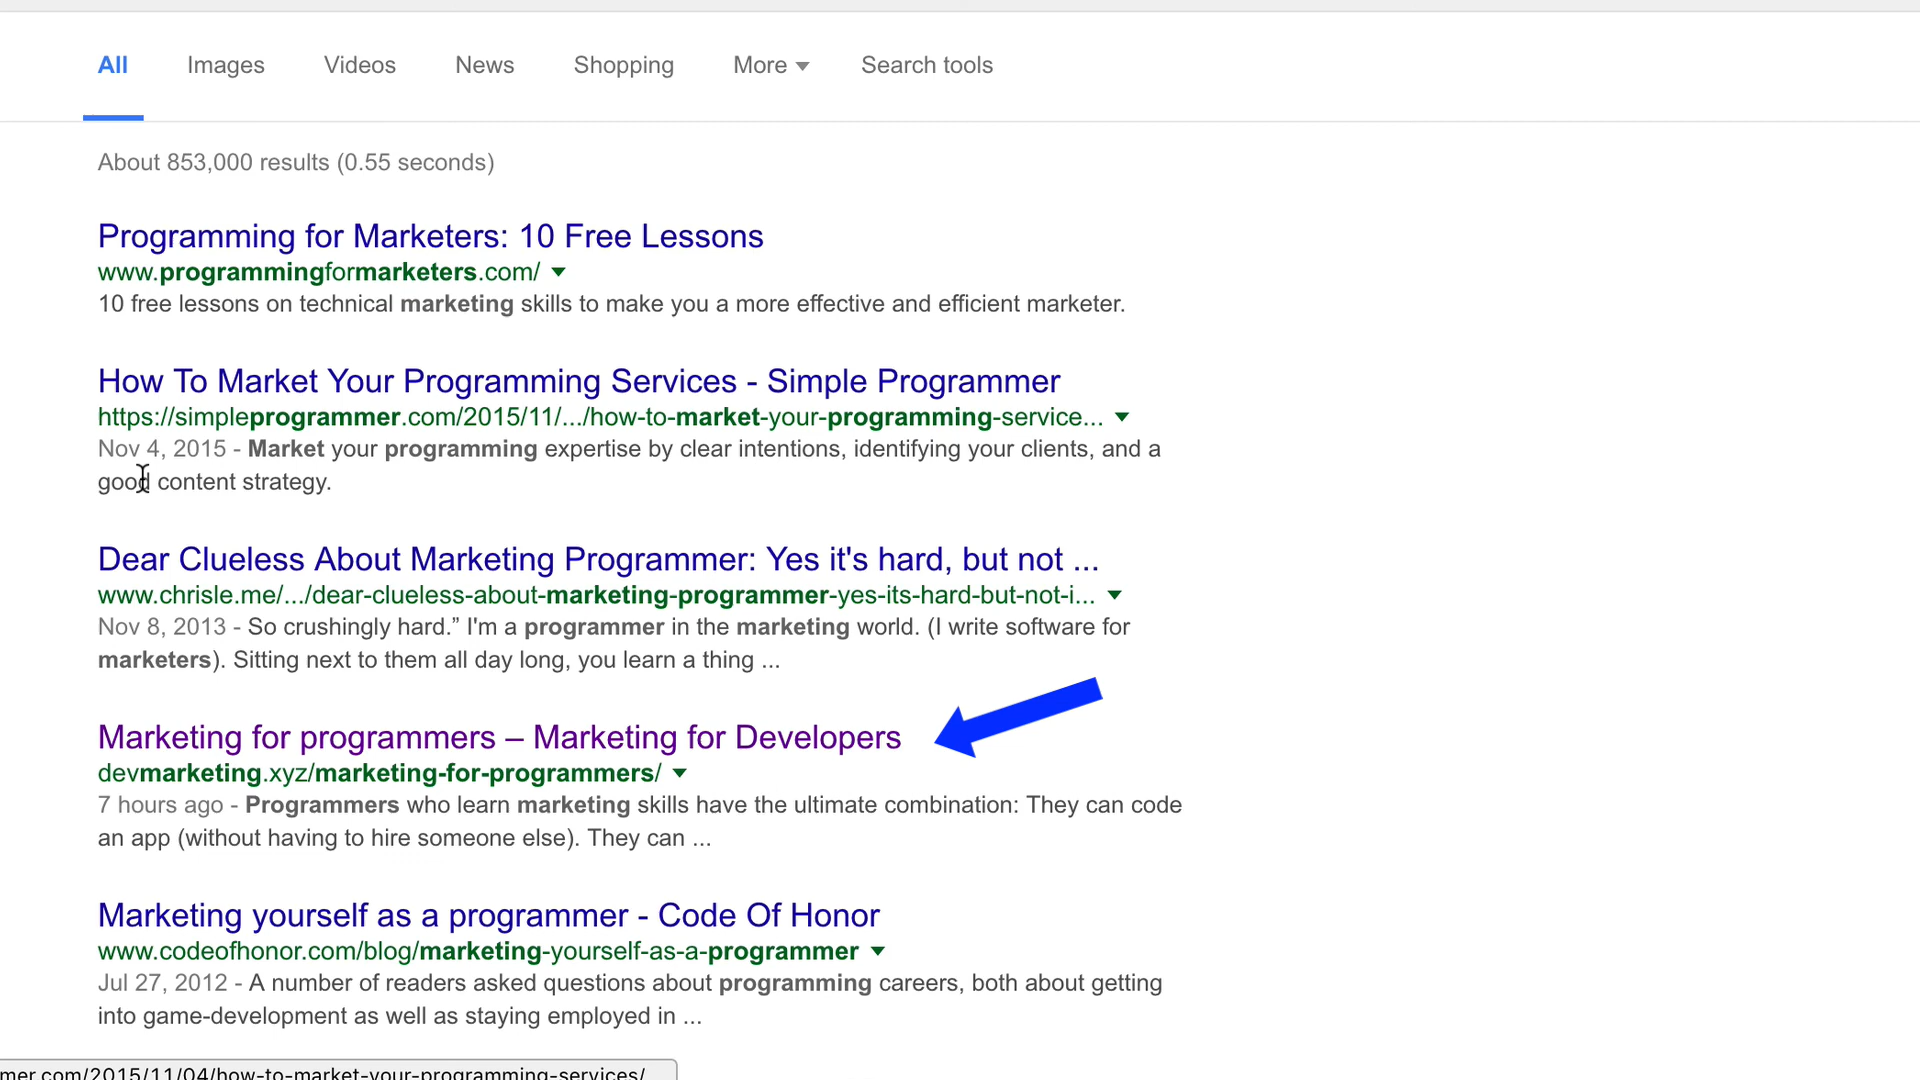 All Images Videos News Shopping More Search tools
About 853,000 results (0.55 seconds)
Programming for Marketers: 10 Free Lessons
www.programmingformarketers.com/
10 free lessons on technical marketing skills to make you a more effective and efficient marketer.
How To Market Your Programming Services - Simple Programmer
https://simpleprogrammer.com/2015/11/.../how-to-market-your-programming-service...
Nov 4, 2015 - Market your programming expertise by clear intentions, identifying your clients, and a
good content strategy.
Dear Clueless About Marketing Programmer: Yes it's hard, but not ...
www.chrisle.me/.../dear-clueless-about-marketing-programmer-yes-its-hard-but-not-i...
Nov 8, 2013 - So crushingly hard.” I'm a programmer in the marketing world. (I write software for
marketers). Sitting next to them all day long, you learn a thing ...
Marketing for programmers – Marketing for Developers
devmarketing.xyz/marketing-for-programmers/
7 hours ago - Programmers who learn marketing skills have the ultimate combination: They can code
an app (without having to hire someone else). They can ...
Marketing yourself as a programmer - Code Of Honor
www.codeofhonor.com/blog/marketing-yourself-as-a-programmer
Jul 27, 2012 - A number of readers asked questions about programming careers, both about getting
into game-development as well as staying employed in ...
mer.com/2015/11/04/how-to-market-your-programming-services/